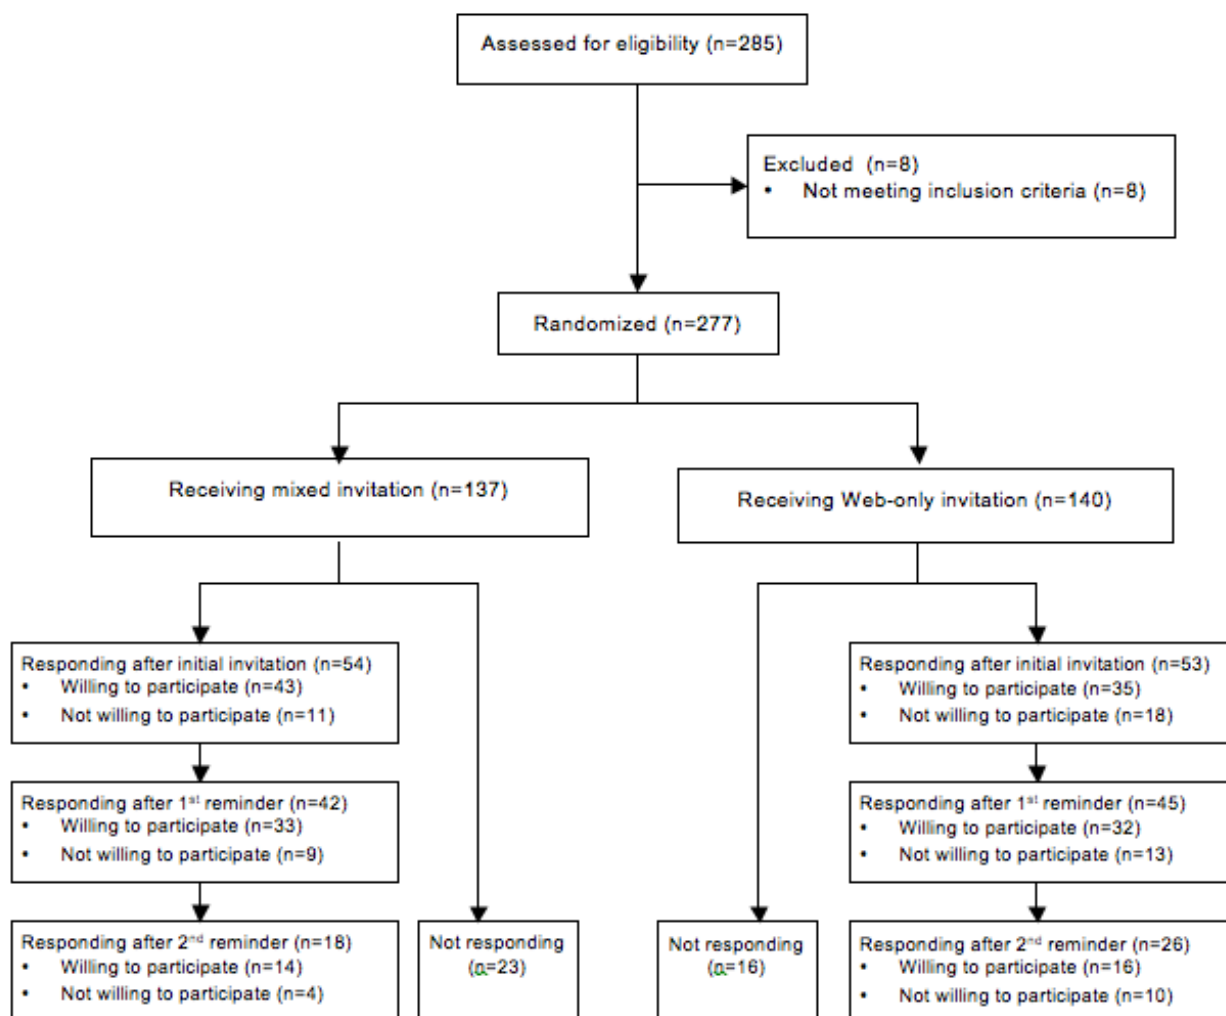 Assessed for eligibility (n=285)
Excluded (n=8)
• Not meeting inclusion criteria (n=8)
Randomized (n=277)
Receiving mixed invitation (n=137)
Receiving Web-only invitation (n=140)
Responding after initial invitation (n=54)
• Willing to participate (n=43)
• Not willing to participate (n=11)
Responding after initial invitation (n=53)
• Willing to participate (n=35)
• Not willing to participate (n=18)
Responding after 1st reminder (n=42)
• Willing to participate (n=33)
• Not willing to participate (n=9)
Responding after 1st reminder (n=45)
• Willing to participate (n=32)
• Not willing to participate (n=13)
Responding after 2nd reminder (n=18)
• Willing to participate (n=14)
• Not willing to participate (n=4)
Not responding
(n=23)
Not responding
(n=16)
Responding after 2nd reminder (n=26)
• Willing to participate (n=16)
• Not willing to participate (n=10)